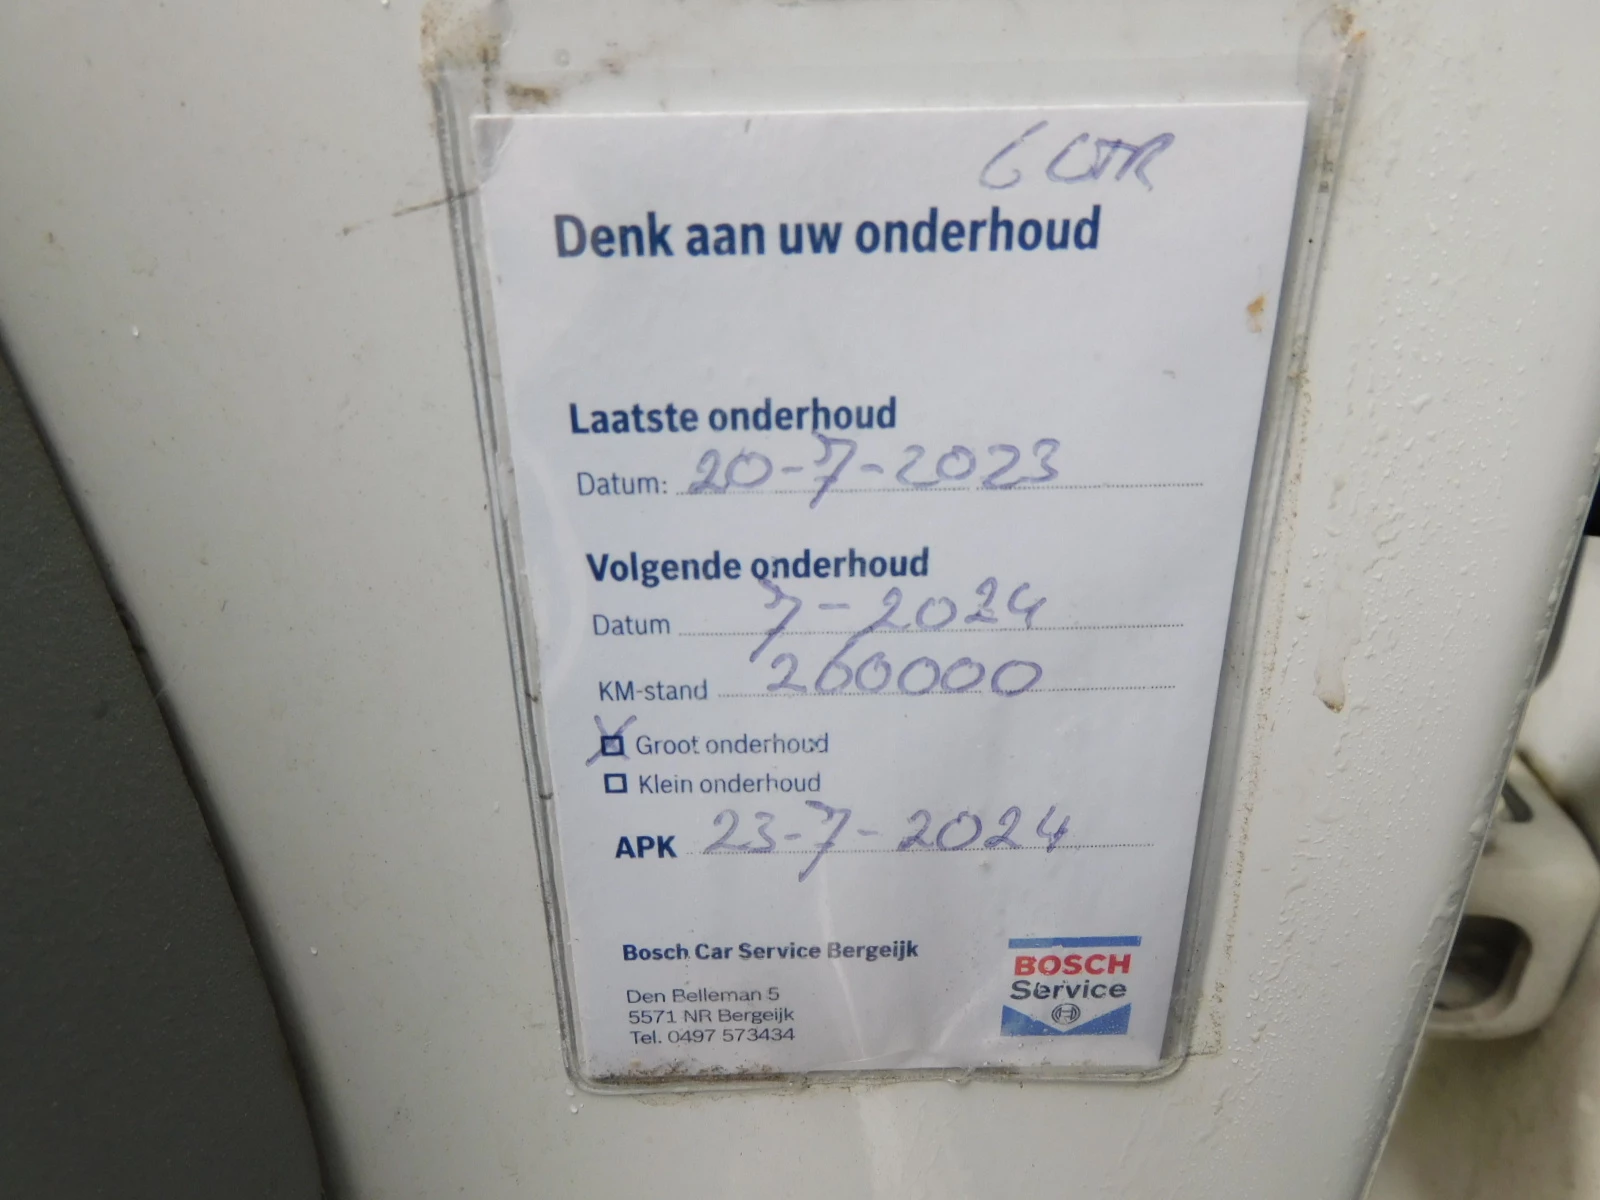 6 LTR
Denk aan uw onderhoud
Laatste onderhoud
Datum: 20-7-2023
Volgende onderhoud
Datum 7-2024
KM-stand 260000
X Groot onderhoud
Klein onderhoud
APK 23-7-2024
Bosch Car Service Bergeijk
Den Belleman 5
5571 NR Bergeijk
Tel. 0497 573434
BOSCH
Service